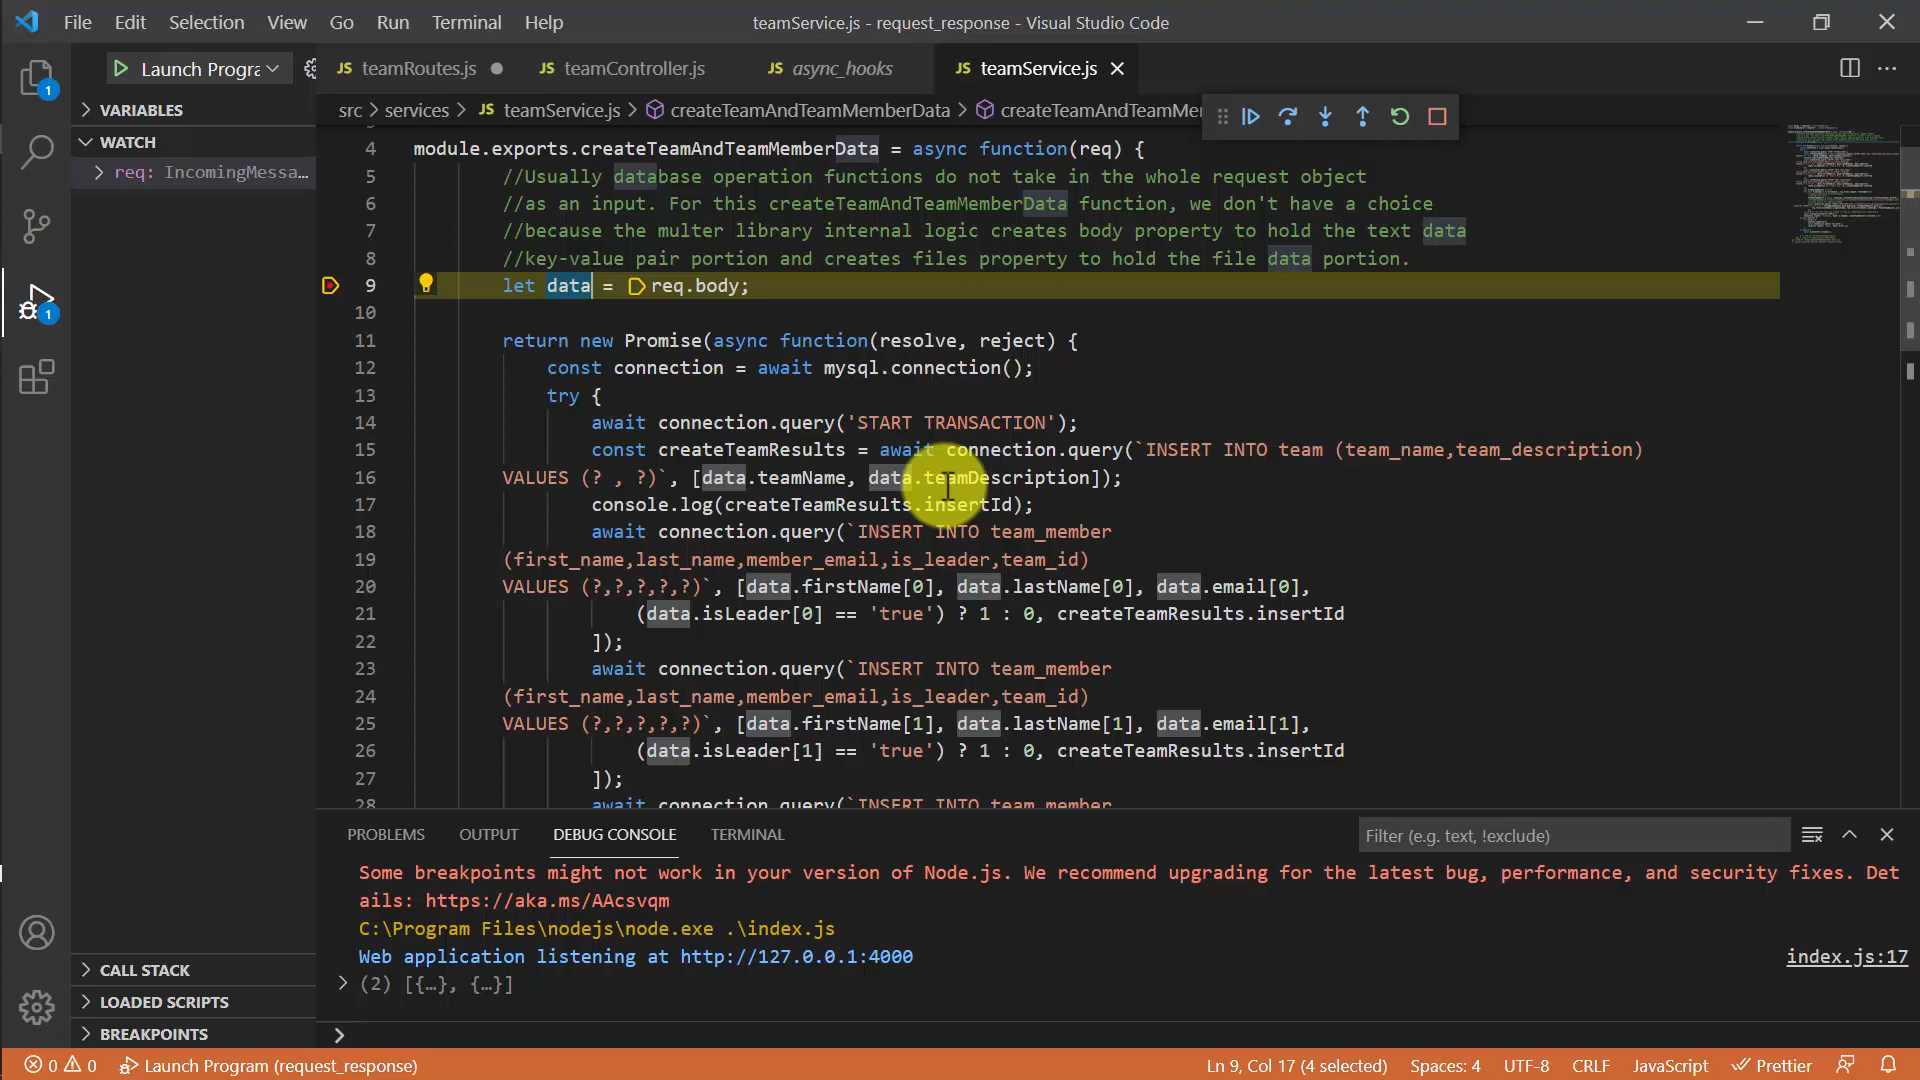 File Edit Selection View Go Run Terminal Help
teamService.js - request_response - Visual Studio Code
Launch Progra
JS teamRoutes.js
JS teamController.js
JS async_hooks
JS teamService.js
1
VARIABLES
src > services > JS teamService.js > createTeamAndTeamMemberData > createTeamAndTeamMe
WATCH
req: IncomingMessa...
4 module.exports.createTeamAndTeamMemberData = async function(req) {
5 //Usually database operation functions do not take in the whole request object
6 //as an input. For this createTeamAndTeamMemberData function, we don't have a choice
7 //because the multer library internal logic creates body property to hold the text data
8 //key-value pair portion and creates files property to hold the file data portion.
9 let data = req.body;
1
10
11 return new Promise(async function(resolve, reject) {
12 const connection = await mysql.connection();
13 try {
14 await connection.query('START TRANSACTION');
15 const createTeamResults = await connection.query(`INSERT INTO team (team_name,team_description)
16 VALUES (? , ?)`, [data.teamName, data.teamDescription]);
17 console.log(createTeamResults.insertId);
18 await connection.query(`INSERT INTO team_member
19 (first_name,last_name,member_email,is_leader,team_id)
20 VALUES (?,?,?,?,?)`, [data.firstName[0], data.lastName[0], data.email[0],
21 (data.isLeader[0] == 'true') ? 1 : 0, createTeamResults.insertId
22 ]);
23 await connection.query(`INSERT INTO team_member
24 (first_name,last_name,member_email,is_leader,team_id)
25 VALUES (?,?,?,?,?)`, [data.firstName[1], data.lastName[1], data.email[1],
26 (data.isLeader[1] == 'true') ? 1 : 0, createTeamResults.insertId
27 ]);
28 await connection.query(`INSERT INTO team_member
PROBLEMS OUTPUT DEBUG CONSOLE TERMINAL
Filter (e.g. text, !exclude)
Some breakpoints might not work in your version of Node.js. We recommend upgrading for the latest bug, performance, and security fixes. Det
ails: https://aka.ms/AAcsvqm
C:\Program Files\nodejs\node.exe .\index.js
Web application listening at http://127.0.0.1:4000
index.js:17
> (2) [{…}, {…}]
CALL STACK
LOADED SCRIPTS
BREAKPOINTS
>
0 0 Launch Program (request_response)
Ln 9, Col 17 (4 selected) Spaces: 4 UTF-8 CRLF JavaScript Prettier